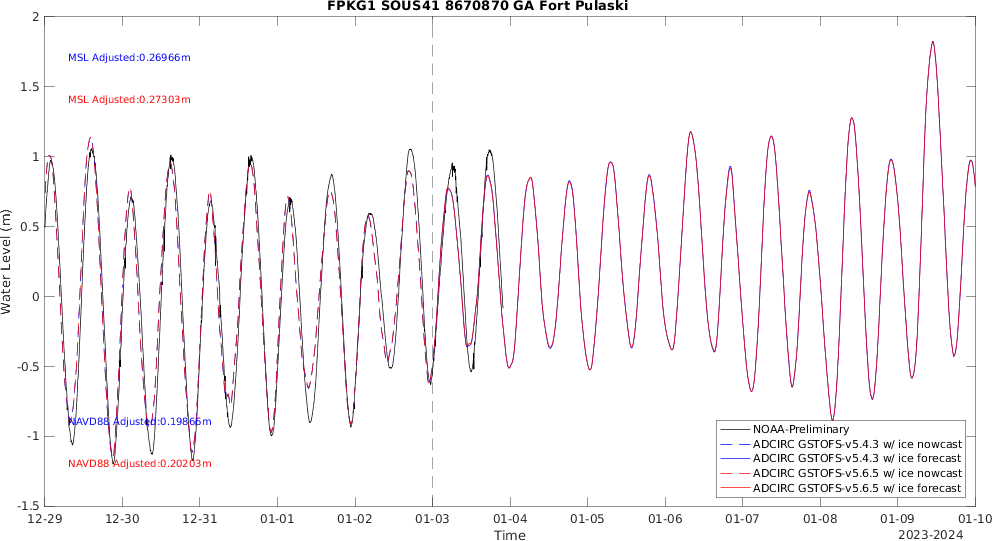 FPKG1 SOUS41 8670870 GA Fort Pulaski
2
1.5
1
0.5
0
-0.5
-1
-1.5
Water Level (m)
MSL Adjusted:0.26966m
MSL Adjusted:0.27303m
NAVD88 Adjusted:0.19866m
NAVD88 Adjusted:0.20203m
NOAA-Preliminary
ADCIRC GSTOFS-v5.4.3 w/ ice nowcast
ADCIRC GSTOFS-v5.4.3 w/ ice forecast
ADCIRC GSTOFS-v5.6.5 w/ ice nowcast
ADCIRC GSTOFS-v5.6.5 w/ ice forecast
12-29 12-30 12-31 01-01 01-02 01-03 01-04 01-05 01-06 01-07 01-08 01-09 01-10
Time
2023-2024